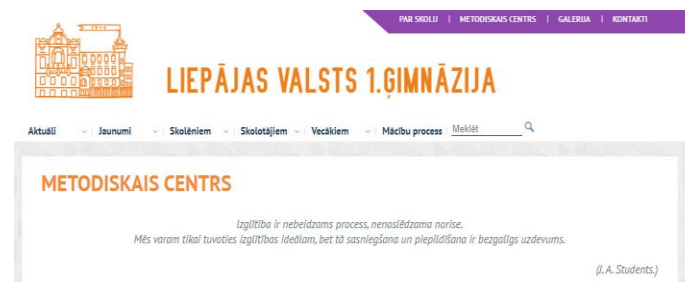 PAR SKOLU | METODISKAIS CENTRS | GALERIJA | KONTAKTI
LIEPĀJAS VALSTS 1.ĢIMNĀZIJA
Aktuāli | Jaunumi | Skolēniem | Skolotājiem | Vecākiem | Mācību process Meklēt
METODISKAIS CENTRS
Izglītība ir nebeidzams process, nenoslēdzama norise.
Mēs varam tikai tuvoties izglītības ideālam, bet tā sasniegšana un piepildīšana ir bezgalīgs uzdevums.
(J. A. Students.)